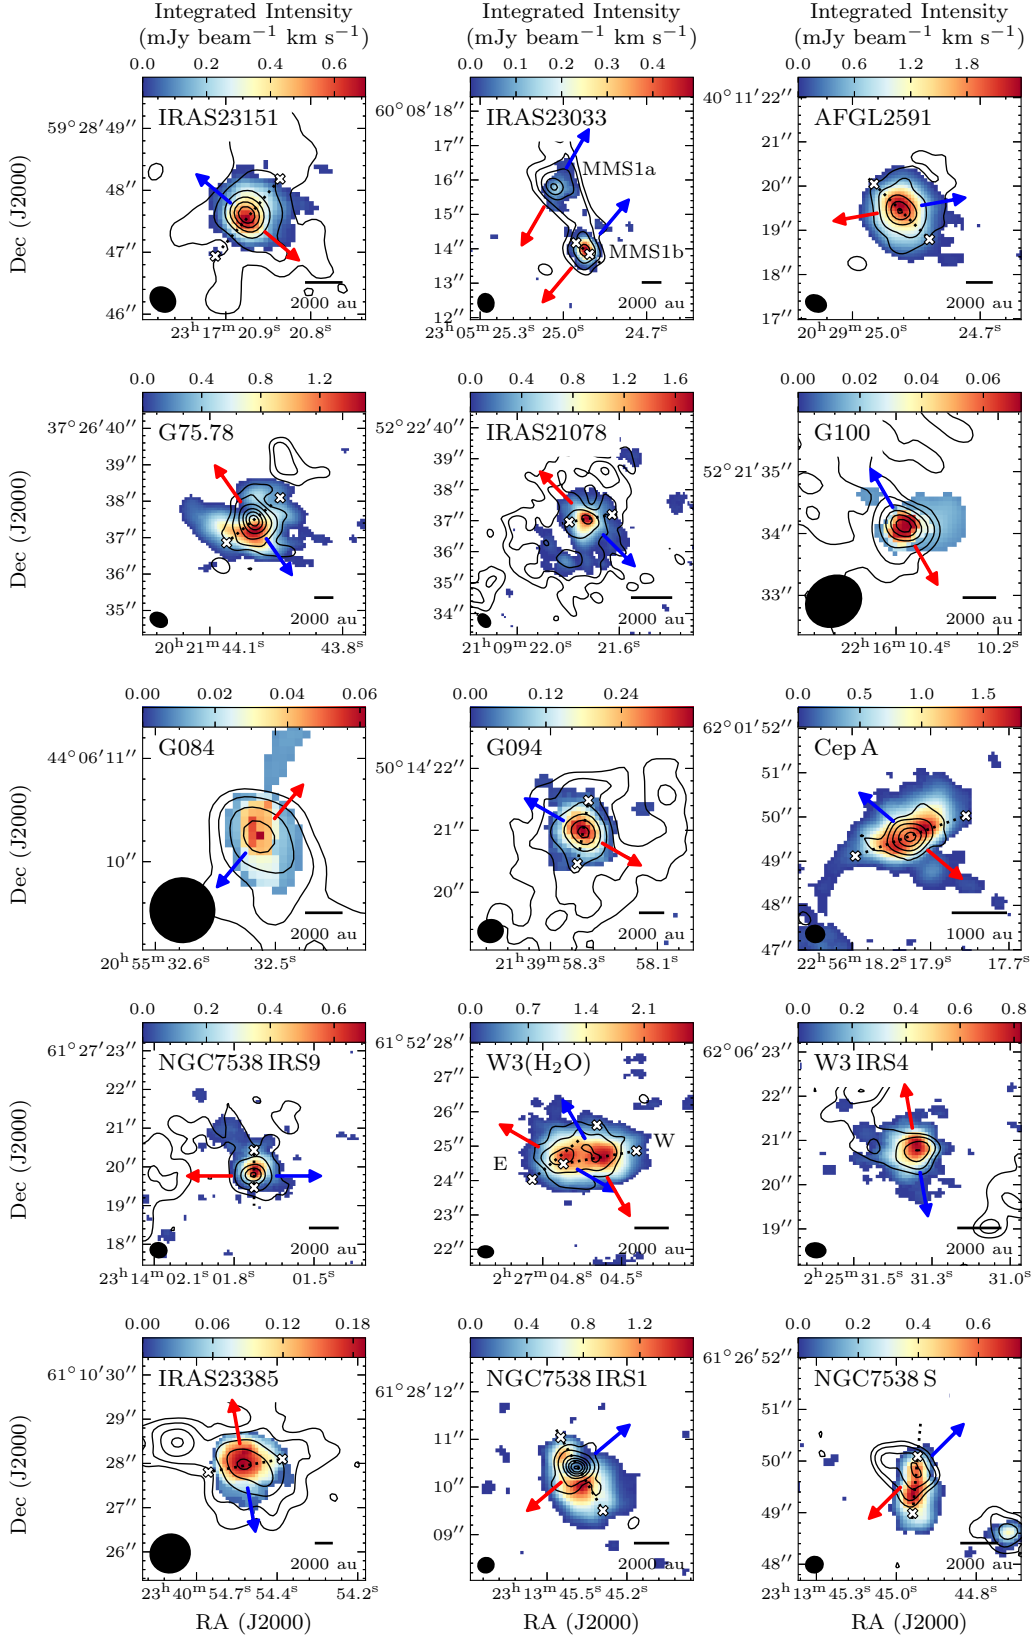 Integrated Intensity Integrated Intensity Integrated Intensity
(mJy beam⁻¹ km s⁻¹) (mJy beam⁻¹ km s⁻¹) (mJy beam⁻¹ km s⁻¹)
0.0 0.2 0.4 0.6 0.0 0.1 0.2 0.3 0.4 0.0 0.6 1.2 1.8
IRAS23151
59°28′49″
48″
47″
46″
2000 au
23ʰ17ᵐ20.9ˢ 20.8ˢ
Dec (J2000)
IRAS23033
MMS1a
MMS1b
60°08′18″
17″
16″
15″
14″
13″
12″
2000 au
23ʰ05ᵐ25.3ˢ 25.0ˢ 24.7ˢ
AFGL2591
40°11′22″
21″
20″
19″
18″
17″
2000 au
20ʰ29ᵐ25.0ˢ 24.7ˢ
0.0 0.4 0.8 1.2 0.0 0.4 0.8 1.2 1.6 0.00 0.02 0.04 0.06
G75.78
37°26′40″
39″
38″
37″
36″
35″
2000 au
20ʰ21ᵐ44.1ˢ 43.8ˢ
Dec (J2000)
IRAS21078
52°22′40″
39″
38″
37″
36″
35″
34″
2000 au
21ʰ09ᵐ22.0ˢ 21.6ˢ
G100
52°21′35″
34″
33″
2000 au
22ʰ16ᵐ10.4ˢ 10.2ˢ
0.00 0.02 0.04 0.06 0.00 0.12 0.24 0.0 0.5 1.0 1.5
G084
44°06′11″
10″
2000 au
20ʰ55ᵐ32.6ˢ 32.5ˢ
Dec (J2000)
G094
50°14′22″
21″
20″
2000 au
21ʰ39ᵐ58.3ˢ 58.1ˢ
Cep A
62°01′52″
51″
50″
49″
48″
47″
1000 au
22ʰ56ᵐ18.2ˢ 17.9ˢ 17.7ˢ
0.0 0.2 0.4 0.6 0.0 0.7 1.4 2.1 0.0 0.2 0.4 0.6 0.8
NGC7538 IRS9
61°27′23″
22″
21″
20″
19″
18″
2000 au
23ʰ14ᵐ02.1ˢ 01.8ˢ 01.5ˢ
Dec (J2000)
W3(H₂O)
E
W
61°52′28″
27″
26″
25″
24″
23″
22″
2000 au
2ʰ27ᵐ04.8ˢ 04.5ˢ
W3 IRS4
62°06′23″
22″
21″
20″
19″
2000 au
2ʰ25ᵐ31.5ˢ 31.3ˢ 31.0ˢ
0.00 0.06 0.12 0.18 0.0 0.4 0.8 1.2 0.0 0.2 0.4 0.6
IRAS23385
61°10′30″
29″
28″
27″
26″
2000 au
23ʰ40ᵐ54.7ˢ 54.4ˢ 54.2ˢ
RA (J2000)
Dec (J2000)
NGC7538 IRS1
61°28′12″
11″
10″
09″
2000 au
23ʰ13ᵐ45.5ˢ 45.2ˢ
RA (J2000)
NGC7538 S
61°26′52″
51″
50″
49″
48″
2000 au
23ʰ13ᵐ45.3ˢ 45.0ˢ 44.8ˢ
RA (J2000)